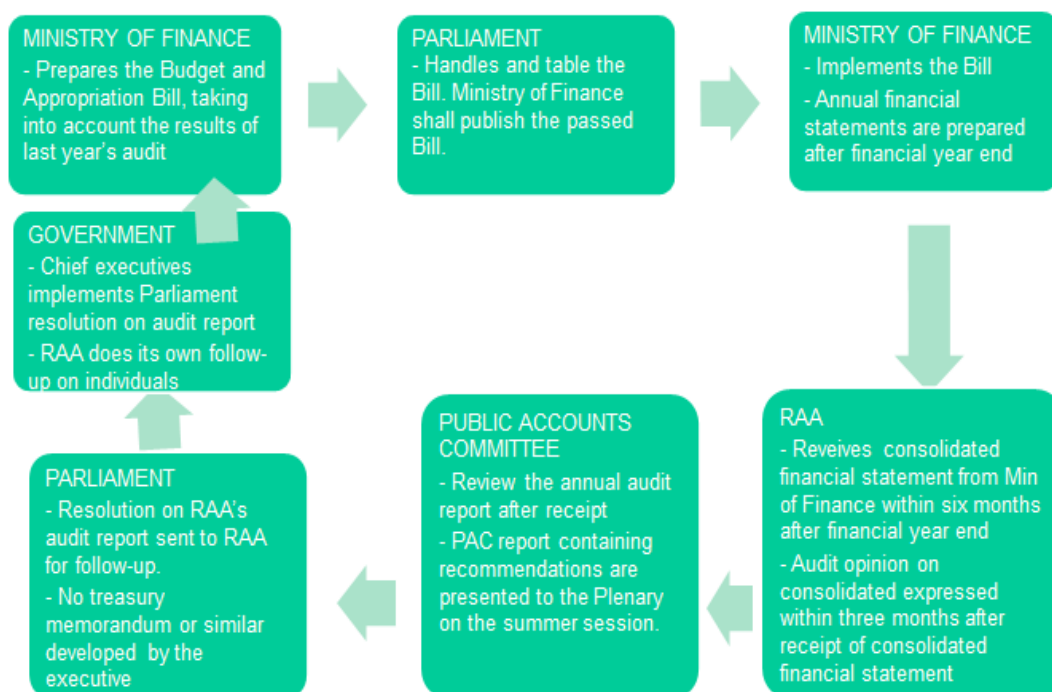 MINISTRY OF FINANCE
- Prepares the Budget and
Appropriation Bill, taking
into account the results of
last year's audit
PARLIAMENT
- Handles and table the
Bill. Ministry of Finance
shall publish the passed
Bill.
MINISTRY OF FINANCE
- Implements the Bill
- Annual financial
statements are prepared
after financial year end
RAA
- Reveives consolidated
financial statement from Min
of Finance within six months
after financial year end
- Audit opinion on
consolidated expressed
within three months after
receipt of consolidated
financial statement
PUBLIC ACCOUNTS
COMMITTEE
- Review the annual audit
report after receipt
- PAC report containing
recommendations are
presented to the Plenary
on the summer session.
PARLIAMENT
- Resolution on RAA's
audit report sent to RAA
for follow-up.
- No treasury
memorandum or similar
developed by the
executive
GOVERNMENT
- Chief executives
implements Parliament
resolution on audit report
- RAA does its own follow-
up on individuals